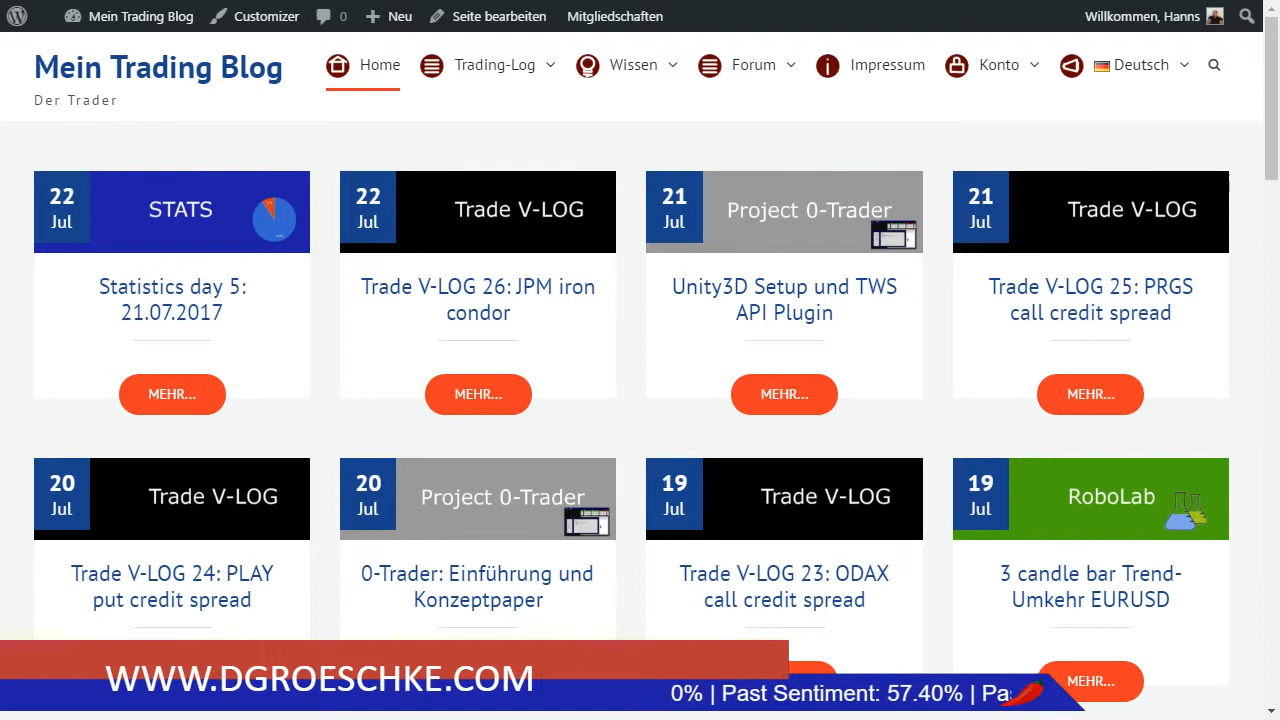 Mein Trading Blog Customizer 0 Neu Seite bearbeiten Mitgliedschaften Willkommen, Hanns
Mein Trading Blog
Der Trader
Home Trading-Log Wissen Forum Impressum Konto Deutsch
22
Jul
STATS
Statistics day 5:
21.07.2017
MEHR...
22
Jul
Trade V-LOG
Trade V-LOG 26: JPM iron
condor
MEHR...
21
Jul
Project 0-Trader
Unity3D Setup und TWS
API Plugin
MEHR...
21
Jul
Trade V-LOG
Trade V-LOG 25: PRGS
call credit spread
MEHR...
20
Jul
Trade V-LOG
Trade V-LOG 24: PLAY
put credit spread
20
Jul
Project 0-Trader
0-Trader: Einführung und
Konzeptpaper
19
Jul
Trade V-LOG
Trade V-LOG 23: ODAX
call credit spread
19
Jul
RoboLab
3 candle bar Trend-
Umkehr EURUSD
MEHR...
WWW.DGROESCHKE.COM
0% | Past Sentiment: 57.40% | Pa